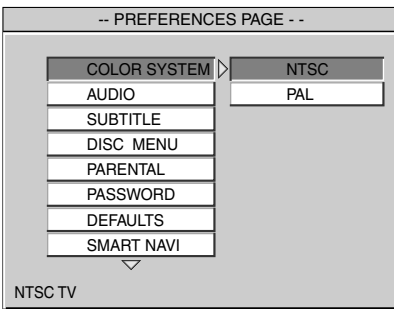 -- PREFERENCES PAGE - -
COLOR SYSTEM NTSC
AUDIO PAL
SUBTITLE
DISC MENU
PARENTAL
PASSWORD
DEFAULTS
SMART NAVI
NTSC TV